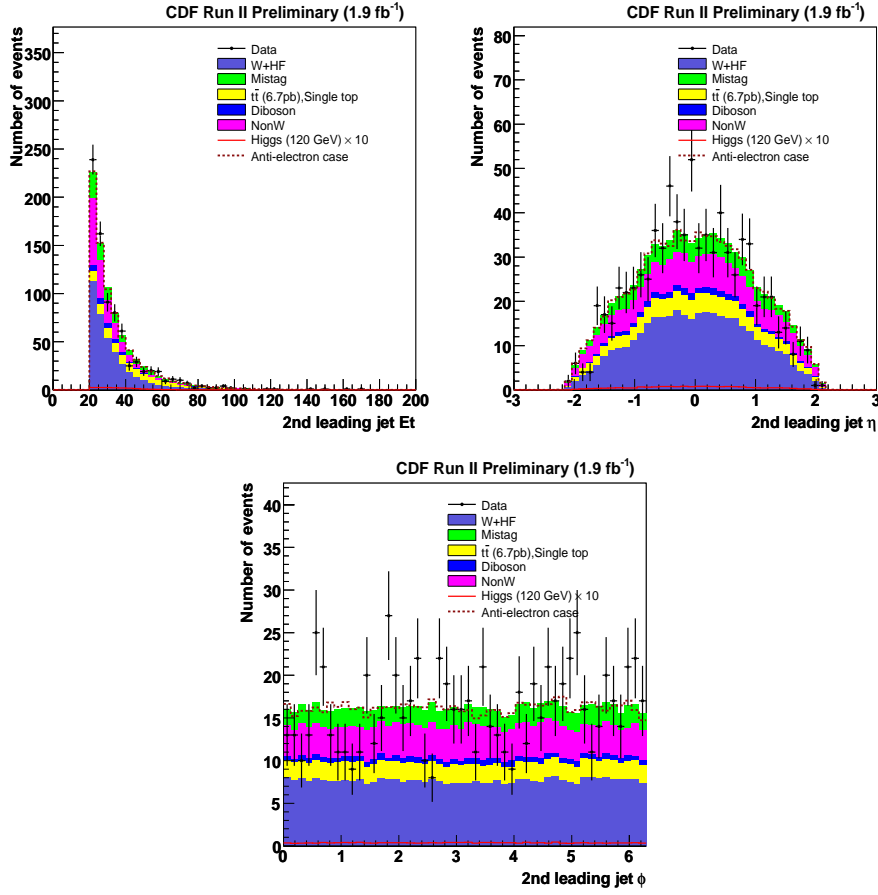 CDF Run II Preliminary (1.9 fb⁻¹)
Number of events
350
300
250
200
150
100
50
0
Data
W+HF
Mistag
tt̄ (6.7pb),Single top
Diboson
NonW
Higgs (120 GeV) × 10
Anti-electron case
0 20 40 60 80 100 120 140 160 180 200
2nd leading jet Et
CDF Run II Preliminary (1.9 fb⁻¹)
Number of events
80
70
60
50
40
30
20
10
0
Data
W+HF
Mistag
tt̄ (6.7pb),Single top
Diboson
NonW
Higgs (120 GeV) × 10
Anti-electron case
-3 -2 -1 0 1 2 3
2nd leading jet η
CDF Run II Preliminary (1.9 fb⁻¹)
Number of events
40
35
30
25
20
15
10
5
0
Data
W+HF
Mistag
tt̄ (6.7pb),Single top
Diboson
NonW
Higgs (120 GeV) × 10
Anti-electron case
0 1 2 3 4 5 6
2nd leading jet ϕ